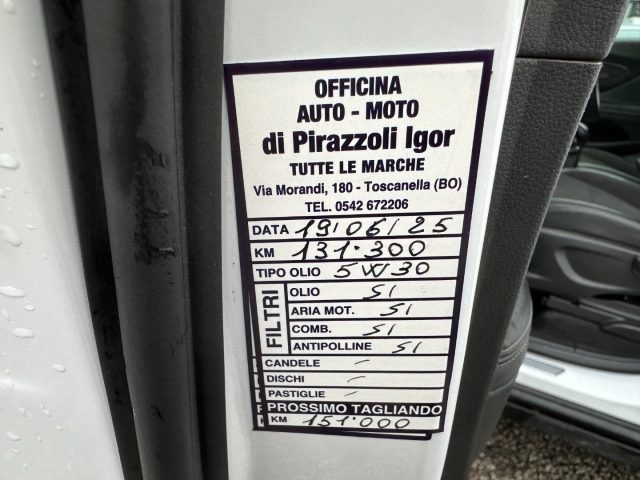 OFFICINA
AUTO - MOTO
di Pirazzoli Igor
TUTTE LE MARCHE
Via Morandi, 180 - Toscanella (BO)
TEL. 0542 672206
DATA 19/06/25
KM 131.300
TIPO OLIO 5W30
FILTRI
OLIO SI
ARIA MOT. SI
COMB. SI
ANTIPOLLINE SI
CANDELE -
DISCHI -
PASTIGLIE -
PROSSIMO TAGLIANDO
KM 151.000